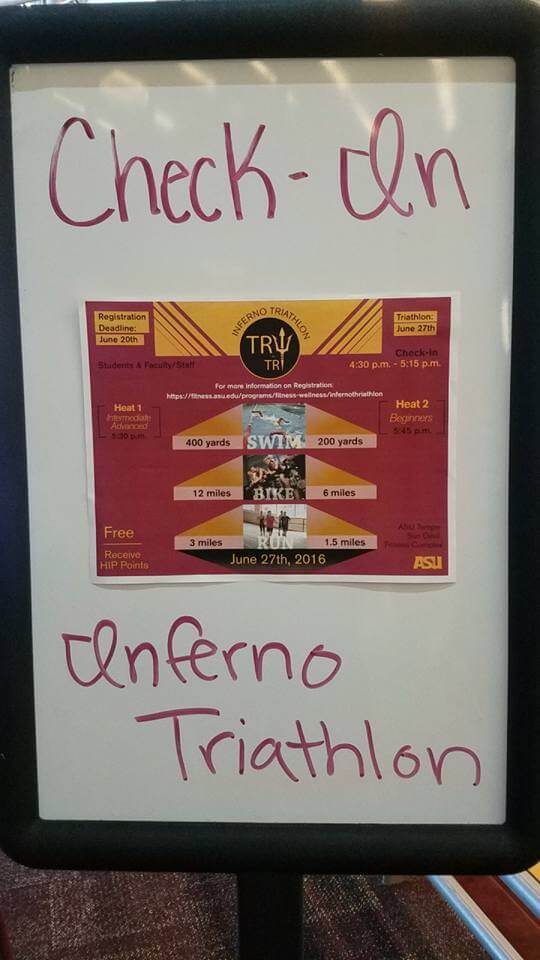 Check-In
Registration
Deadline:
June 20th
INFERNO TRIATHLON
TRY
TRI
Triathlon:
June 27th
Students & Faculty/Staff
Check-In
4:30 p.m. - 5:15 p.m.
For more information on Registration:
https://fitness.asu.edu/programs/fitness-wellness/infernothriathlon
Heat 1
Intermediate
Advanced
5:30 p.m.
Heat 2
Beginners
5:45 p.m.
400 yards SWIM 200 yards
12 miles BIKE 6 miles
3 miles RUN 1.5 miles
Free
Receive
HIP Points
June 27th, 2016
ASU Tempe
Sun Devil
Fitness Complex
ASU
Inferno
Triathlon